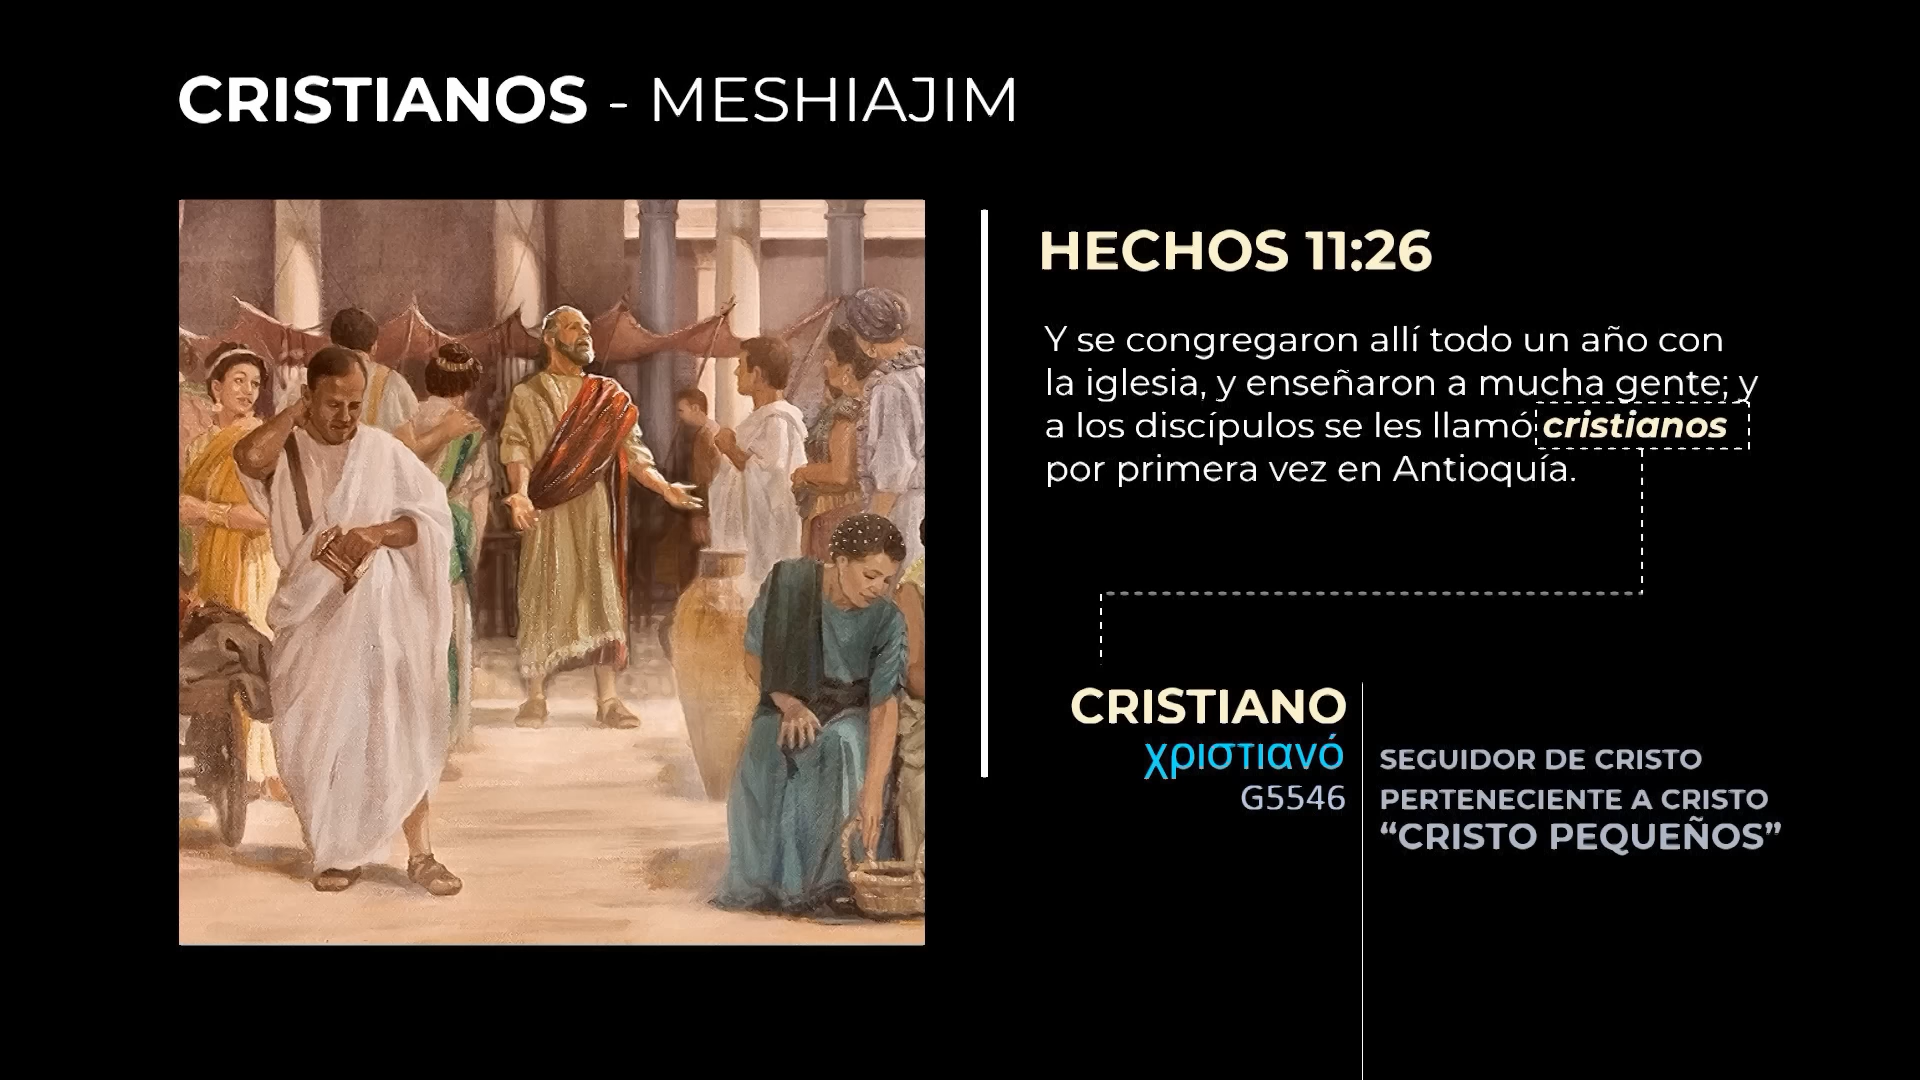 CRISTIANOS - MESHIAJIM
HECHOS 11:26
Y se congregaron allí todo un año con
la iglesia, y enseñaron a mucha gente; y
a los discípulos se les llamó cristianos
por primera vez en Antioquía.
CRISTIANO
χριστιανό
G5546
SEGUIDOR DE CRISTO
PERTENECIENTE A CRISTO
“CRISTO PEQUEÑOS”